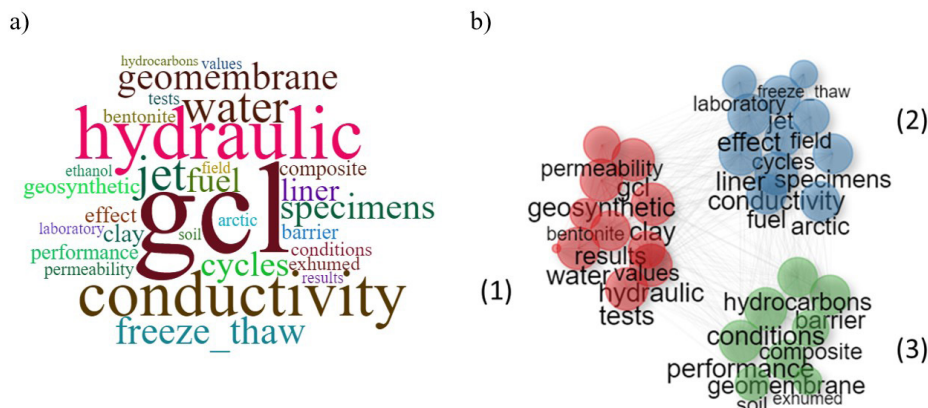 a)
b)
hydrocarbons values
geomembrane
tests water
bentonite
hydraulic
ethanol jet field composite
geosynthetic fuel liner
effect gcl arctic specimens
laboratory clay soil barrier
performance cycles conditions
permeability exhumed
results
conductivity
freeze_thaw
(1)
permeability
gcl
geosynthetic
bentonite clay
results
water values
hydraulic
tests
(2)
freeze_thaw
laboratory
jet
effect field
cycles
liner specimens
conductivity
fuel arctic
(3)
hydrocarbons
barrier
conditions
composite
performance
geomembrane
soil exhumed